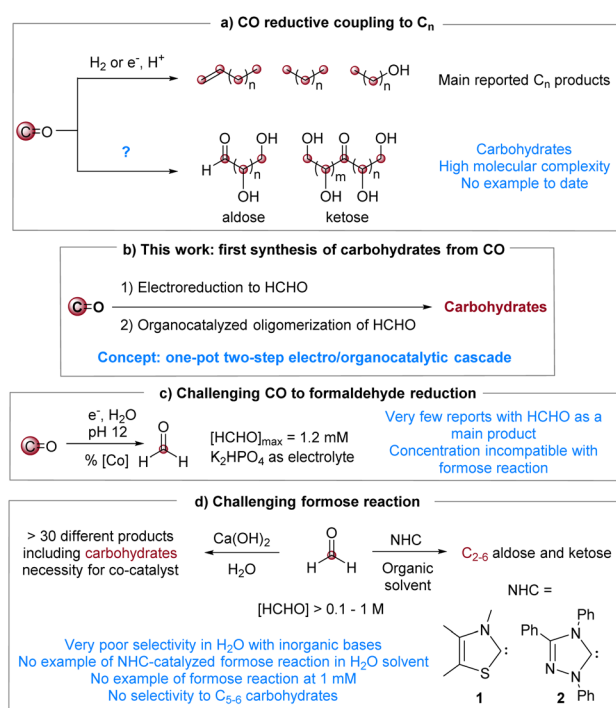 a) CO reductive coupling to Cn
H2 or e-, H+
C=O
n
n
OH
n
Main reported Cn products
?
O OH
H
n
OH
aldose
OH O OH
m n
OH OH
ketose
Carbohydrates
High molecular complexity
No example to date
b) This work: first synthesis of carbohydrates from CO
C=O
1) Electroreduction to HCHO
2) Organocatalyzed oligomerization of HCHO
Carbohydrates
Concept: one-pot two-step electro/organocatalytic cascade
c) Challenging CO to formaldehyde reduction
C=O
e-, H2O
pH 12
% [Co]
O
H H
[HCHO]max = 1.2 mM
K2HPO4 as electrolyte
Very few reports with HCHO as a
main product
Concentration incompatible with
formose reaction
d) Challenging formose reaction
> 30 different products
including carbohydrates
necessity for co-catalyst
Ca(OH)2
H2O
O
H H
NHC
Organic
solvent
C2-6 aldose and ketose
[HCHO] > 0.1 - 1 M
NHC =
Very poor selectivity in H2O with inorganic bases
No example of NHC-catalyzed formose reaction in H2O solvent
No example of formose reaction at 1 mM
No selectivity to C5-6 carbohydrates
N
S
:
1
Ph
Ph
N
N
N
:
Ph
2